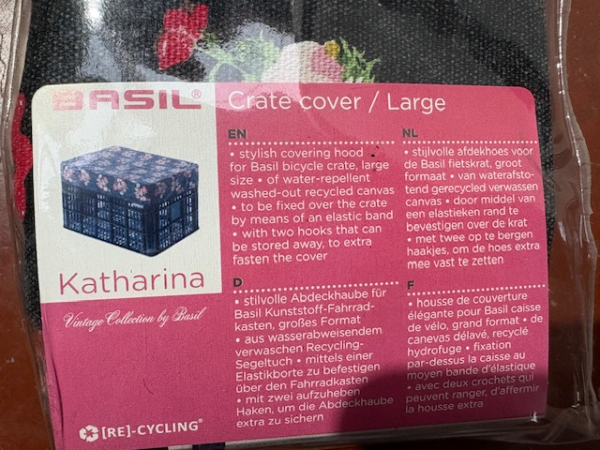 BASIL®
Crate cover / Large
EN
• stylish covering hood
for Basil bicycle crate, large
size • of water-repellent
washed-out recycled canvas
• to be fixed over the crate
by means of an elastic band
• with two hooks that can
be stored away, to extra
fasten the cover
NL
• stijlvolle afdekhoes voor
de Basil fietskrat, groot
formaat • van waterafsto-
tend gerecycled verwassen
canvas • door middel van
een elastieken rand te
bevestigen over de krat
• met twee op te bergen
haakjes, om de hoes extra
mee vast te zetten
Katharina
Vintage Collection by Basil
D
• stilvolle Abdeckhaube für
Basil Kunststoff-Fahrrad-
kasten, großes Format
• aus wasserabweisendem
verwaschen Recycling-
Segeltuch • mittels einer
Elastikborte zu befestigen
über den Fahrradkasten
• mit zwei aufzuheben
Haken, um die Abdeckhaube
extra zu sichern
F
• housse de couverture
élégante pour Basil caisse
de vélo, grand format • de
canevas délavé, recyclé
hydrofuge • fixation
par-dessus la caisse au
moyen bande d'élastique
• avec deux crochets qui
peuvent ranger, d'affermir
la housse extra
[RE]-CYCLING®